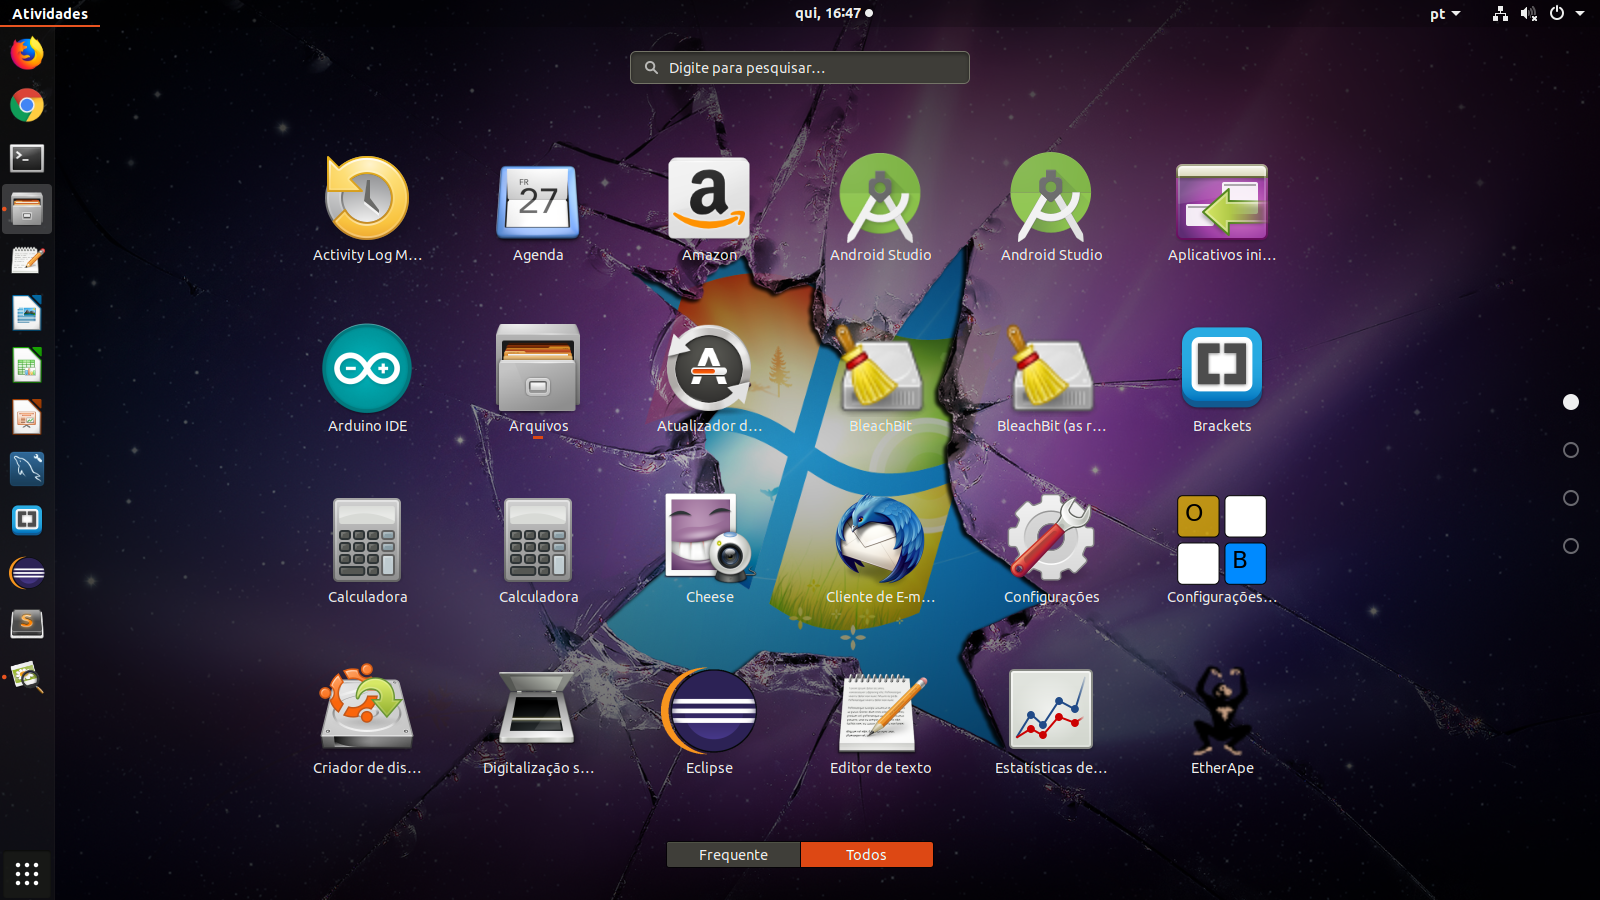 Atividades
qui, 16:47
pt
Digite para pesquisar...
FR
27
a
Activity Log M...
Agenda
Amazon
Android Studio
Android Studio
Aplicativos ini...
A
Arduino IDE
Arquivos
Atualizador d...
BleachBit
BleachBit (as r...
Brackets
O
B
Calculadora
Calculadora
Cheese
Cliente de E-m...
Configurações
Configurações...
S
Criador de dis...
Digitalização s...
Eclipse
Editor de texto
Estatísticas de...
EtherApe
Frequente
Todos